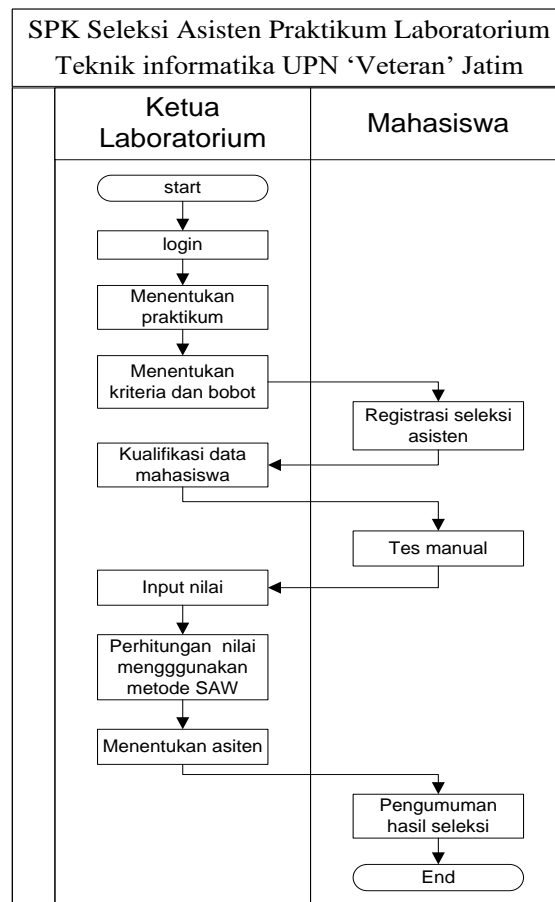 SPK Seleksi Asisten Praktikum Laboratorium
Teknik informatika UPN ‘Veteran’ Jatim
Ketua
Laboratorium
Mahasiswa
start
login
Menentukan
praktikum
Menentukan
kriteria dan bobot
Registrasi seleksi
asisten
Kualifikasi data
mahasiswa
Tes manual
Input nilai
Perhitungan nilai
mengggunakan
metode SAW
Menentukan asiten
Pengumuman
hasil seleksi
End